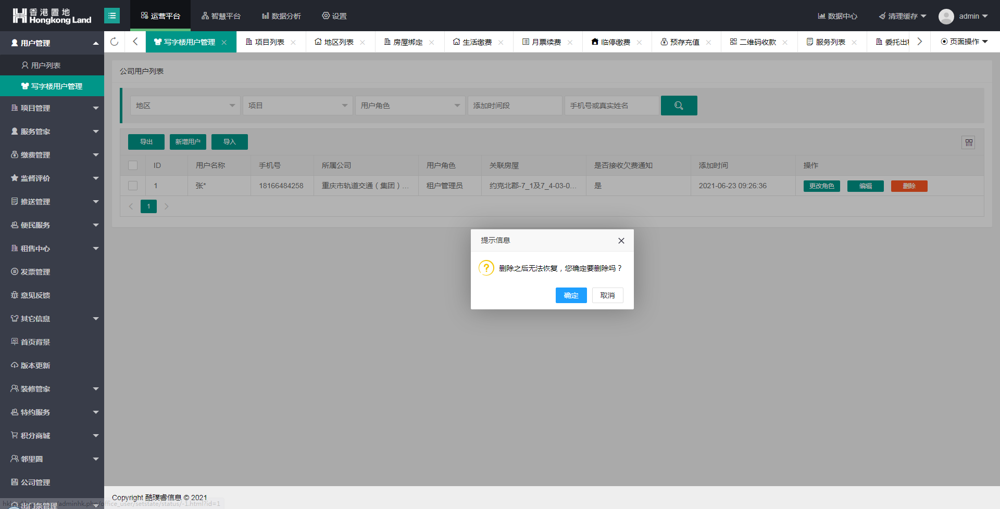 香港置地
Hongkong Land
运营平台
智慧平台
数据分析
设置
数据中心
清理缓存
admin
用户管理
用户列表
写字楼用户管理
项目管理
服务管家
缴费管理
监督评价
推送管理
便民服务
租售中心
发票管理
意见反馈
其它信息
首页背景
版本更新
装修管家
特约服务
积分商城
邻里圈
公司管理
出门条管理
写字楼用户管理
项目列表
地区列表
房屋绑定
生活缴费
月票续费
临停缴费
预存充值
二维码收款
服务列表
委托出
页面操作
公司用户列表
地区
项目
用户角色
添加时间段
手机号或真实姓名
导出
新增用户
导入
ID 用户名称 手机号 所属公司 用户角色 关联房屋 是否接收欠费通知 添加时间 操作
1 张* 18166484258 重庆市轨道交通（集团）... 租户管理员 约克北郡-7_1及7_4-03-0... 是 2021-06-23 09:26:36 更改角色 编辑 删除
1
提示信息
删除之后无法恢复，您确定要删除吗？
确定
取消
Copyright 酷璞睿信息 © 2021
/adminhk.php/office_user/setstate/status/-1.html?id=1